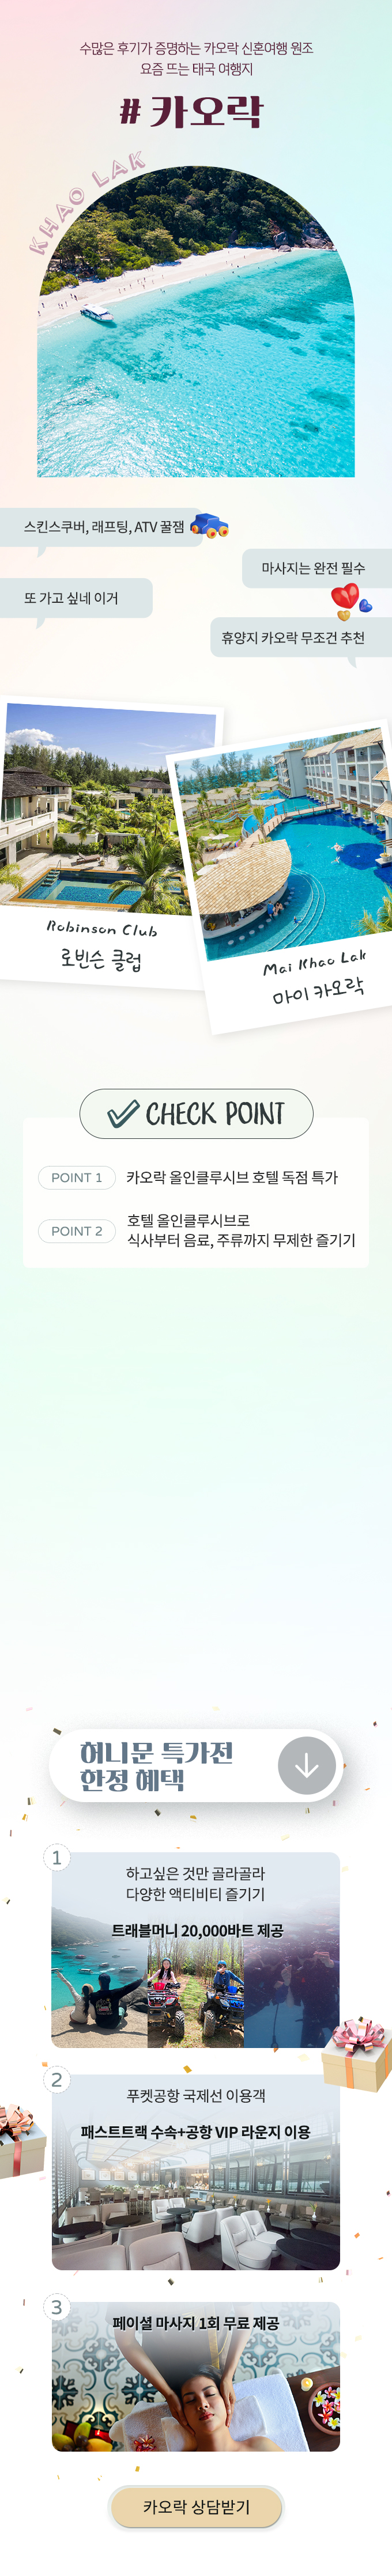 수많은 후기가 증명하는 카오락 신혼여행 원조
요즘 뜨는 태국 여행지
# 카오락
KHAO LAK
스킨스쿠버, 래프팅, ATV 꿀잼
마사지는 완전 필수
또 가고 싶네 이거
휴양지 카오락 무조건 추천
Robinson Club
로빈슨 클럽
Mai Khao Lak
마이 카오락
CHECK POINT
POINT 1 카오락 올인클루시브 호텔 독점 특가
POINT 2 호텔 올인클루시브로
식사부터 음료, 주류까지 무제한 즐기기
허니문 특가전
한정 혜택
1
하고싶은 것만 골라골라
다양한 액티비티 즐기기
트래블머니 20,000바트 제공
2
푸켓공항 국제선 이용객
패스트트랙 수속+공항 VIP 라운지 이용
3
페이셜 마사지 1회 무료 제공
카오락 상담받기